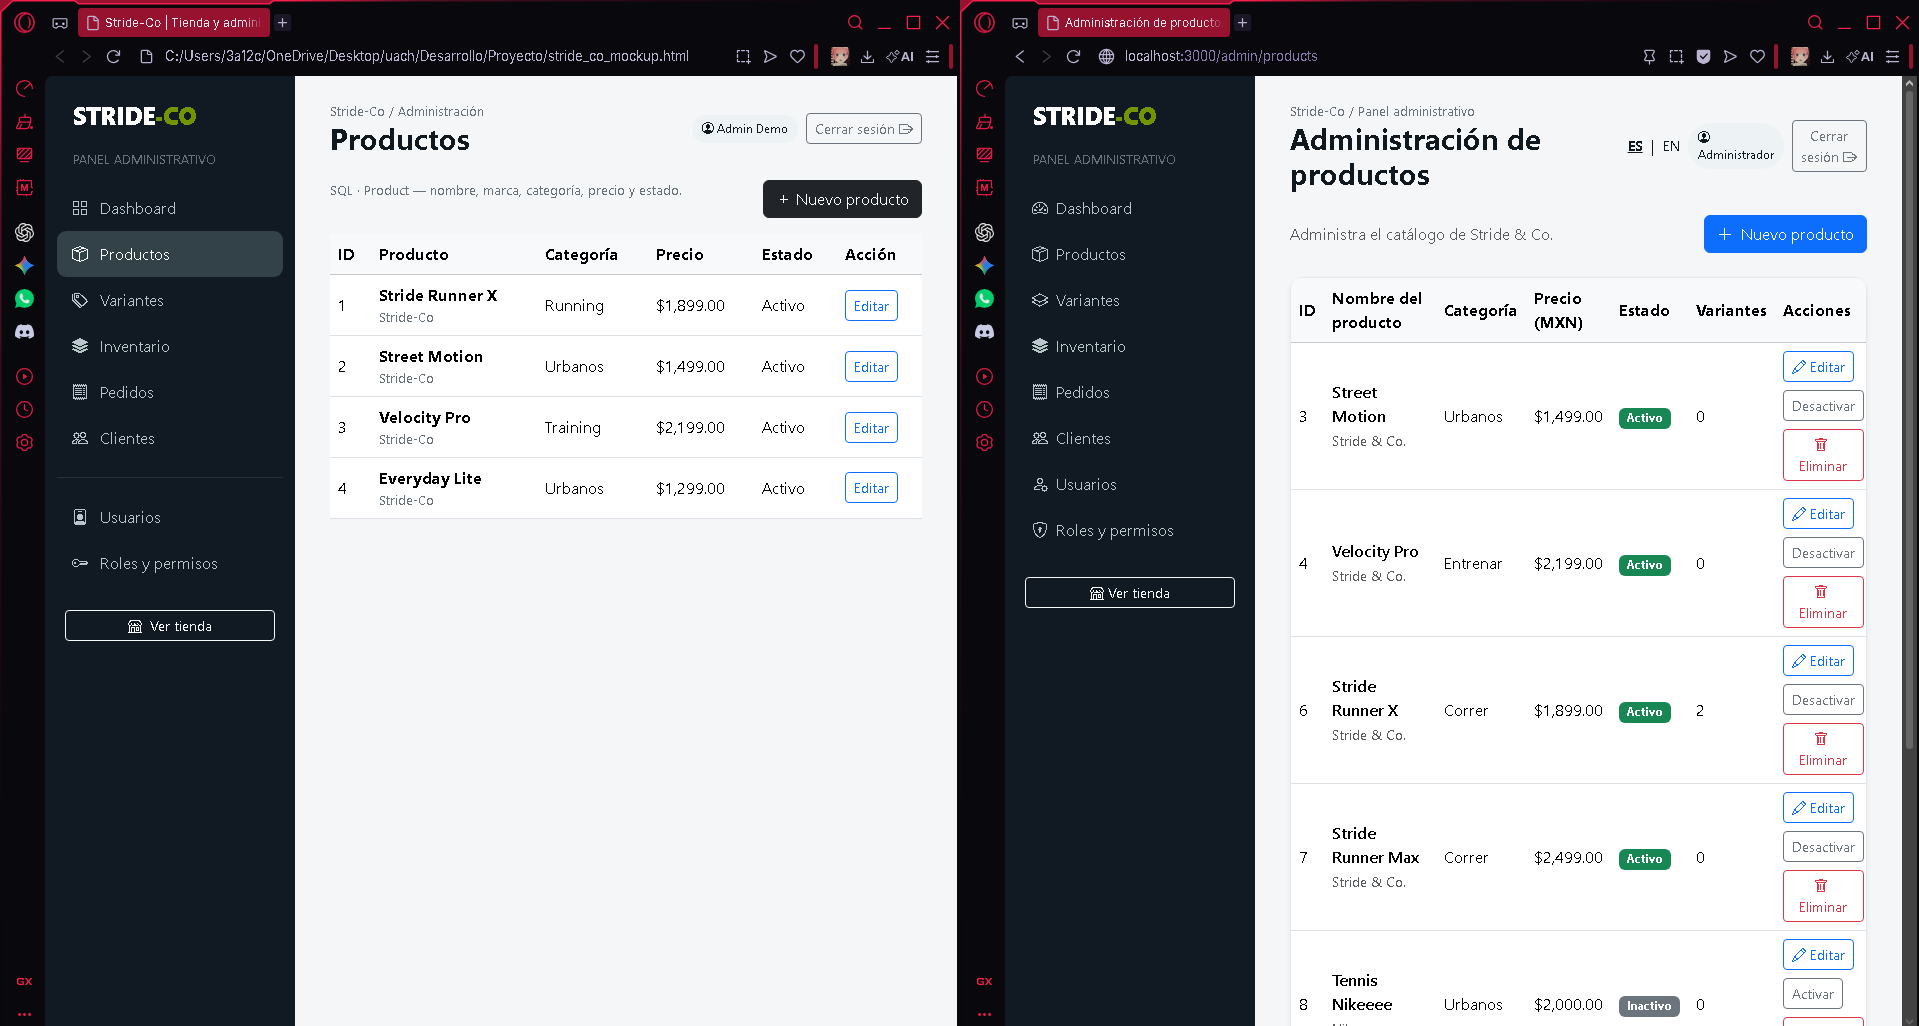 Stride-Co | Tienda y admini
C:/Users/3a12c/OneDrive/Desktop/uach/Desarrollo/Proyecto/stride_co_mockup.html
AI
STRIDE-CO
PANEL ADMINISTRATIVO
Dashboard
Productos
Variantes
Inventario
Pedidos
Clientes
Usuarios
Roles y permisos
Ver tienda
GX
Stride-Co / Administración
Productos
Admin Demo
Cerrar sesión
SQL · Product — nombre, marca, categoría, precio y estado.
+ Nuevo producto
ID Producto Categoría Precio Estado Acción
1 Stride Runner X Running $1,899.00 Activo Editar
Stride-Co
2 Street Motion Urbanos $1,499.00 Activo Editar
Stride-Co
3 Velocity Pro Training $2,199.00 Activo Editar
Stride-Co
4 Everyday Lite Urbanos $1,299.00 Activo Editar
Stride-Co
Administración de producto
localhost:3000/admin/products
AI
STRIDE-CO
PANEL ADMINISTRATIVO
Dashboard
Productos
Variantes
Inventario
Pedidos
Clientes
Usuarios
Roles y permisos
Ver tienda
GX
Stride-Co / Panel administrativo
Administración de
productos
ES | EN
Administrador
Cerrar
sesión
Administra el catálogo de Stride & Co.
+ Nuevo producto
ID Nombre del producto Categoría Precio (MXN) Estado Variantes Acciones
3 Street Motion Urbanos $1,499.00 Activo 0 Editar
Stride & Co.
Desactivar
Eliminar
4 Velocity Pro Entrenar $2,199.00 Activo 0 Editar
Stride & Co.
Desactivar
Eliminar
6 Stride Runner X Correr $1,899.00 Activo 2 Editar
Stride & Co.
Desactivar
Eliminar
7 Stride Runner Max Correr $2,499.00 Activo 0 Editar
Stride & Co.
Desactivar
Eliminar
8 Tennis Nikeeee Urbanos $2,000.00 Inactivo 0 Editar
Activar